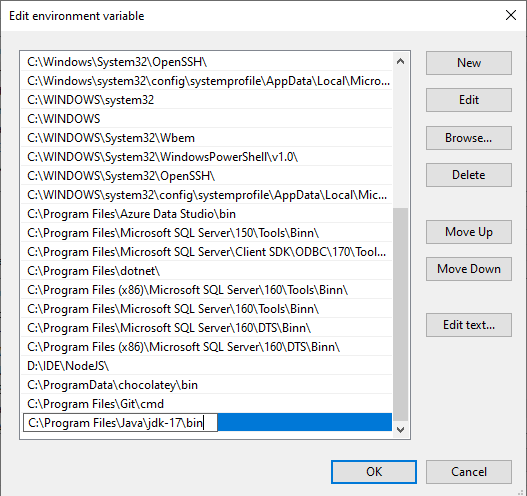 Edit environment variable
C:\Windows\System32\OpenSSH\
C:\Windows\system32\config\systemprofile\AppData\Local\Micro...
C:\WINDOWS\system32
C:\WINDOWS
C:\WINDOWS\System32\Wbem
C:\WINDOWS\System32\WindowsPowerShell\v1.0\
C:\WINDOWS\System32\OpenSSH\
C:\WINDOWS\system32\config\systemprofile\AppData\Local\Mic...
C:\Program Files\Azure Data Studio\bin
C:\Program Files\Microsoft SQL Server\150\Tools\Binn\
C:\Program Files\Microsoft SQL Server\Client SDK\ODBC\170\Tool...
C:\Program Files\dotnet\
C:\Program Files (x86)\Microsoft SQL Server\160\Tools\Binn\
C:\Program Files\Microsoft SQL Server\160\Tools\Binn\
C:\Program Files\Microsoft SQL Server\160\DTS\Binn\
C:\Program Files (x86)\Microsoft SQL Server\160\DTS\Binn\
D:\IDE\NodeJS\
C:\ProgramData\chocolatey\bin
C:\Program Files\Git\cmd
C:\Program Files\Java\jdk-17\bin
New
Edit
Browse...
Delete
Move Up
Move Down
Edit text...
OK
Cancel